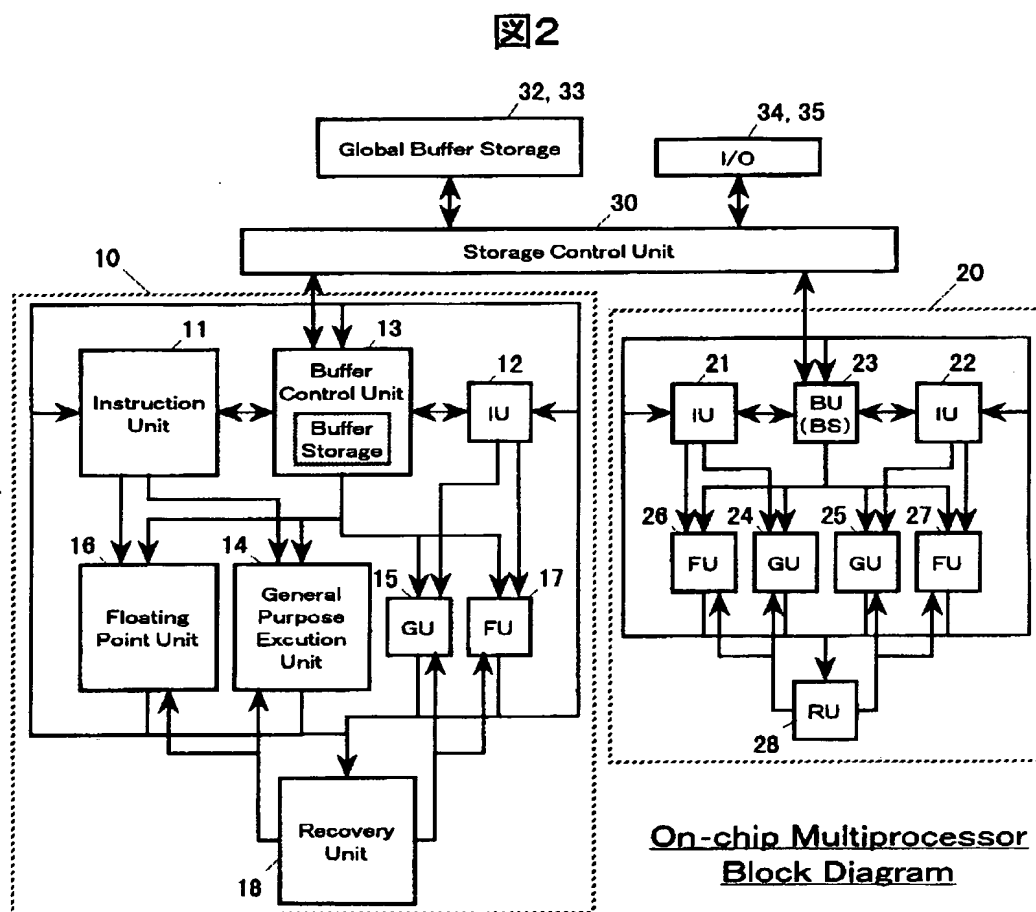 図2
32, 33
Global Buffer Storage
34, 35
I/O
30
Storage Control Unit
10
11
Instruction
Unit
13
Buffer
Control Unit
Buffer
Storage
12
IU
16
Floating
Point Unit
14
General
Purpose
Excution
Unit
15
GU
17
FU
Recovery
Unit
18
20
21
IU
23
BU
(BS)
22
IU
26
FU
24
GU
25
GU
27
FU
RU
28
On-chip Multiprocessor
Block Diagram